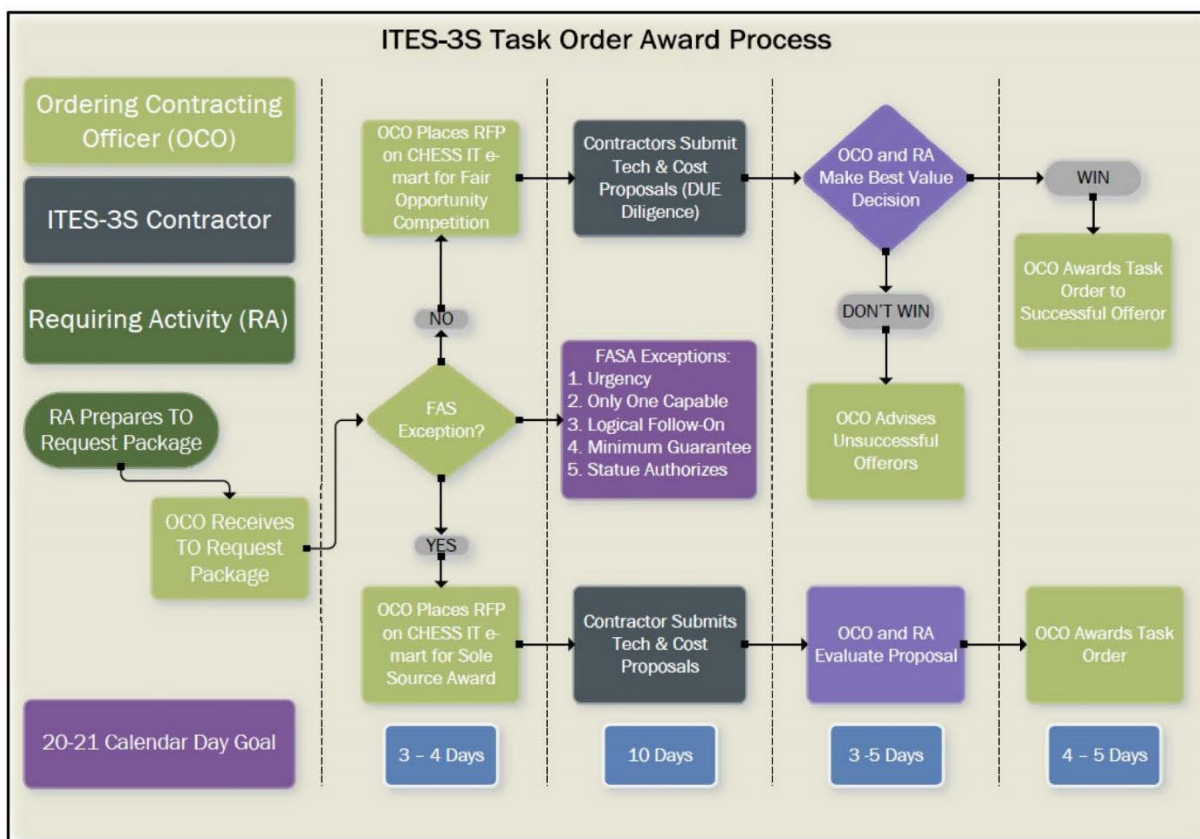 ITES-3S Task Order Award Process
Ordering Contracting
Officer (OCO)
ITES-3S Contractor
Requiring Activity (RA)
RA Prepares TO
Request Package
OCO Receives
TO Request
Package
20-21 Calendar Day Goal
OCO Places RFP
on CHESS IT e-
mart for Fair
Opportunity
Competition
NO
FAS
Exception?
YES
OCO Places RFP
on CHESS IT e-
mart for Sole
Source Award
3 – 4 Days
Contractors Submit
Tech & Cost
Proposals (DUE
Diligence)
FASA Exceptions:
1. Urgency
2. Only One Capable
3. Logical Follow-On
4. Minimum Guarantee
5. Statue Authorizes
Contractor Submits
Tech & Cost
Proposals
10 Days
OCO and RA
Make Best Value
Decision
DON'T WIN
OCO Advises
Unsuccessful
Offerors
OCO and RA
Evaluate Proposal
3 -5 Days
WIN
OCO Awards Task
Order to
Successful Offeror
OCO Awards Task
Order
4 – 5 Days